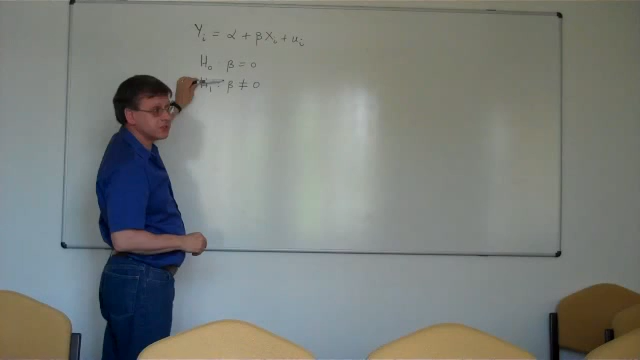 Yᵢ = α + βXᵢ + uᵢ
H₀ : β = 0
H₁ : β ≠ 0